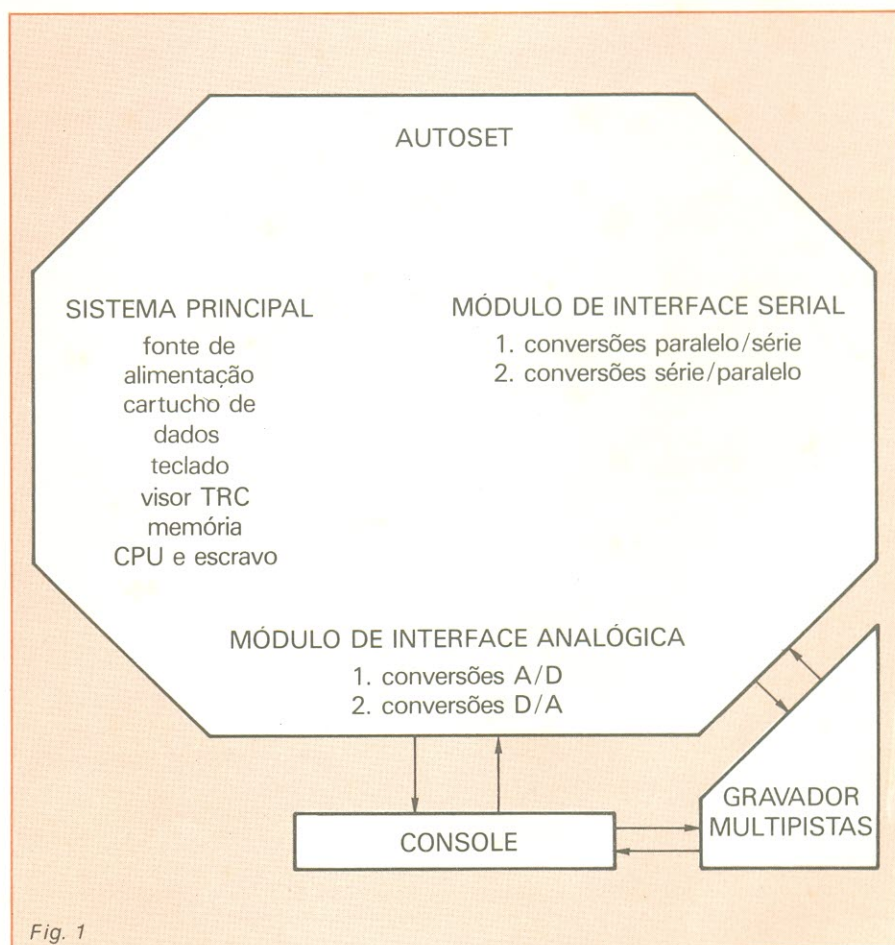 AUTOSET
SISTEMA PRINCIPAL
fonte de
alimentação
cartucho de
dados
teclado
visor TRC
memória
CPU e escravo
MÓDULO DE INTERFACE SERIAL
1. conversões paralelo/série
2. conversões série/paralelo
MÓDULO DE INTERFACE ANALÓGICA
1. conversões A/D
2. conversões D/A
CONSOLE
GRAVADOR
MULTIPISTAS
Fig. 1